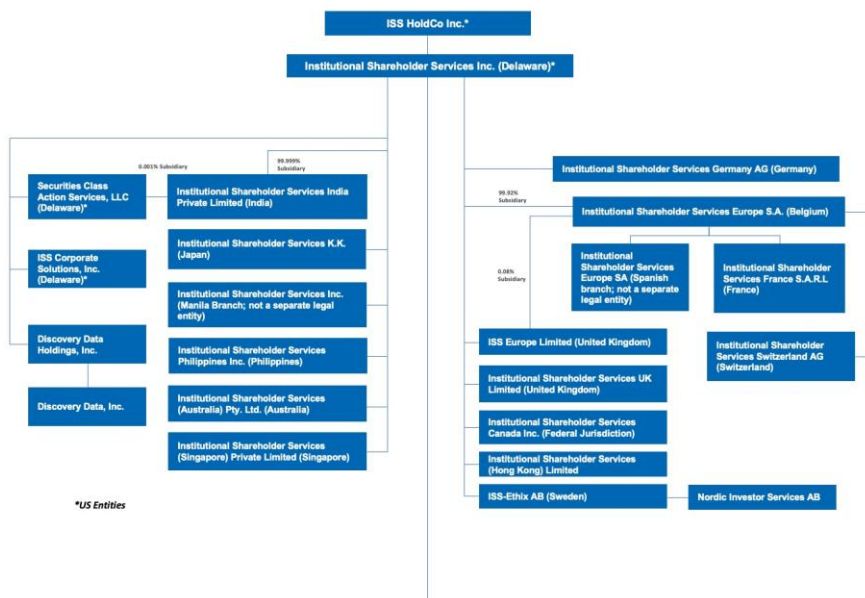 ISS HoldCo Inc.*
Institutional Shareholder Services Inc. (Delaware)*
0.001% Subsidiary
99.999%
Subsidiary
Securities Class
Action Services, LLC
(Delaware)*
Institutional Shareholder Services India
Private Limited (India)
ISS Corporate
Solutions, Inc.
(Delaware)*
Institutional Shareholder Services K.K.
(Japan)
Institutional Shareholder Services Inc.
(Manila Branch; not a separate legal
entity)
Discovery Data
Holdings, Inc.
Institutional Shareholder Services
Philippines Inc. (Philippines)
Discovery Data, Inc.
Institutional Shareholder Services
(Australia) Pty. Ltd. (Australia)
Institutional Shareholder Services
(Singapore) Private Limited (Singapore)
*US Entities
Institutional Shareholder Services Germany AG (Germany)
99.92%
Subsidiary
Institutional Shareholder Services Europe S.A. (Belgium)
0.08%
Subsidiary
Institutional
Shareholder Services
Europe SA (Spanish
branch; not a separate
legal entity)
Institutional Shareholder
Services France S.A.R.L
(France)
ISS Europe Limited (United Kingdom)
Institutional Shareholder
Services Switzerland AG
(Switzerland)
Institutional Shareholder Services UK
Limited (United Kingdom)
Institutional Shareholder Services
Canada Inc. (Federal Jurisdiction)
Institutional Shareholder Services
(Hong Kong) Limited
ISS-Ethix AB (Sweden)
Nordic Investor Services AB